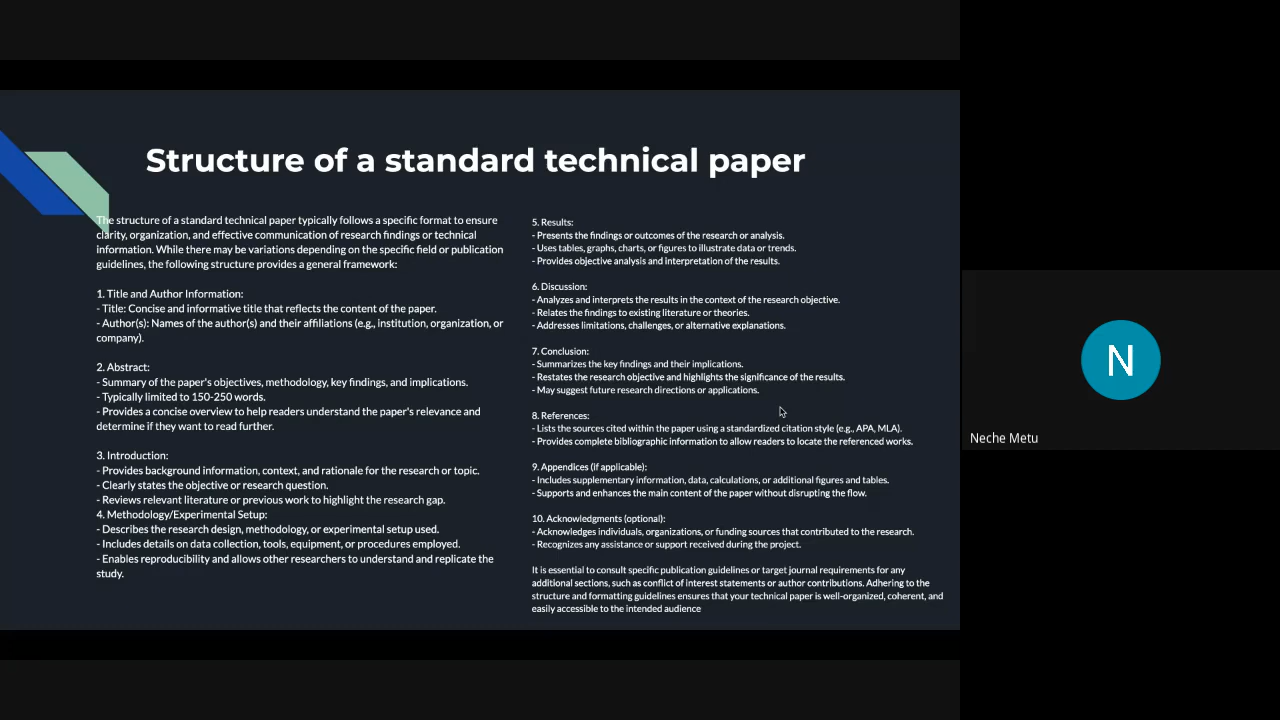 Structure of a standard technical paper
The structure of a standard technical paper typically follows a specific format to ensure
clarity, organization, and effective communication of research findings or technical
information. While there may be variations depending on the specific field or publication
guidelines, the following structure provides a general framework:
1. Title and Author Information:
- Title: Concise and informative title that reflects the content of the paper.
- Author(s): Names of the author(s) and their affiliations (e.g., institution, organization, or
company).
2. Abstract:
- Summary of the paper's objectives, methodology, key findings, and implications.
- Typically limited to 150-250 words.
- Provides a concise overview to help readers understand the paper's relevance and
determine if they want to read further.
3. Introduction:
- Provides background information, context, and rationale for the research or topic.
- Clearly states the objective or research question.
- Reviews relevant literature or previous work to highlight the research gap.
4. Methodology/Experimental Setup:
- Describes the research design, methodology, or experimental setup used.
- Includes details on data collection, tools, equipment, or procedures employed.
- Enables reproducibility and allows other researchers to understand and replicate the
study.
5. Results:
- Presents the findings or outcomes of the research or analysis.
- Uses tables, graphs, charts, or figures to illustrate data or trends.
- Provides objective analysis and interpretation of the results.
6. Discussion:
- Analyzes and interprets the results in the context of the research objective.
- Relates the findings to existing literature or theories.
- Addresses limitations, challenges, or alternative explanations.
7. Conclusion:
- Summarizes the key findings and their implications.
- Restates the research objective and highlights the significance of the results.
- May suggest future research directions or applications.
8. References:
- Lists the sources cited within the paper using a standardized citation style (e.g., APA, MLA).
- Provides complete bibliographic information to allow readers to locate the referenced works.
9. Appendices (if applicable):
- Includes supplementary information, data, calculations, or additional figures and tables.
- Supports and enhances the main content of the paper without disrupting the flow.
10. Acknowledgments (optional):
- Acknowledges individuals, organizations, or funding sources that contributed to the research.
- Recognizes any assistance or support received during the project.
It is essential to consult specific publication guidelines or target journal requirements for any
additional sections, such as conflict of interest statements or author contributions. Adhering to the
structure and formatting guidelines ensures that your technical paper is well-organized, coherent, and
easily accessible to the intended audience
N
Neche Metu